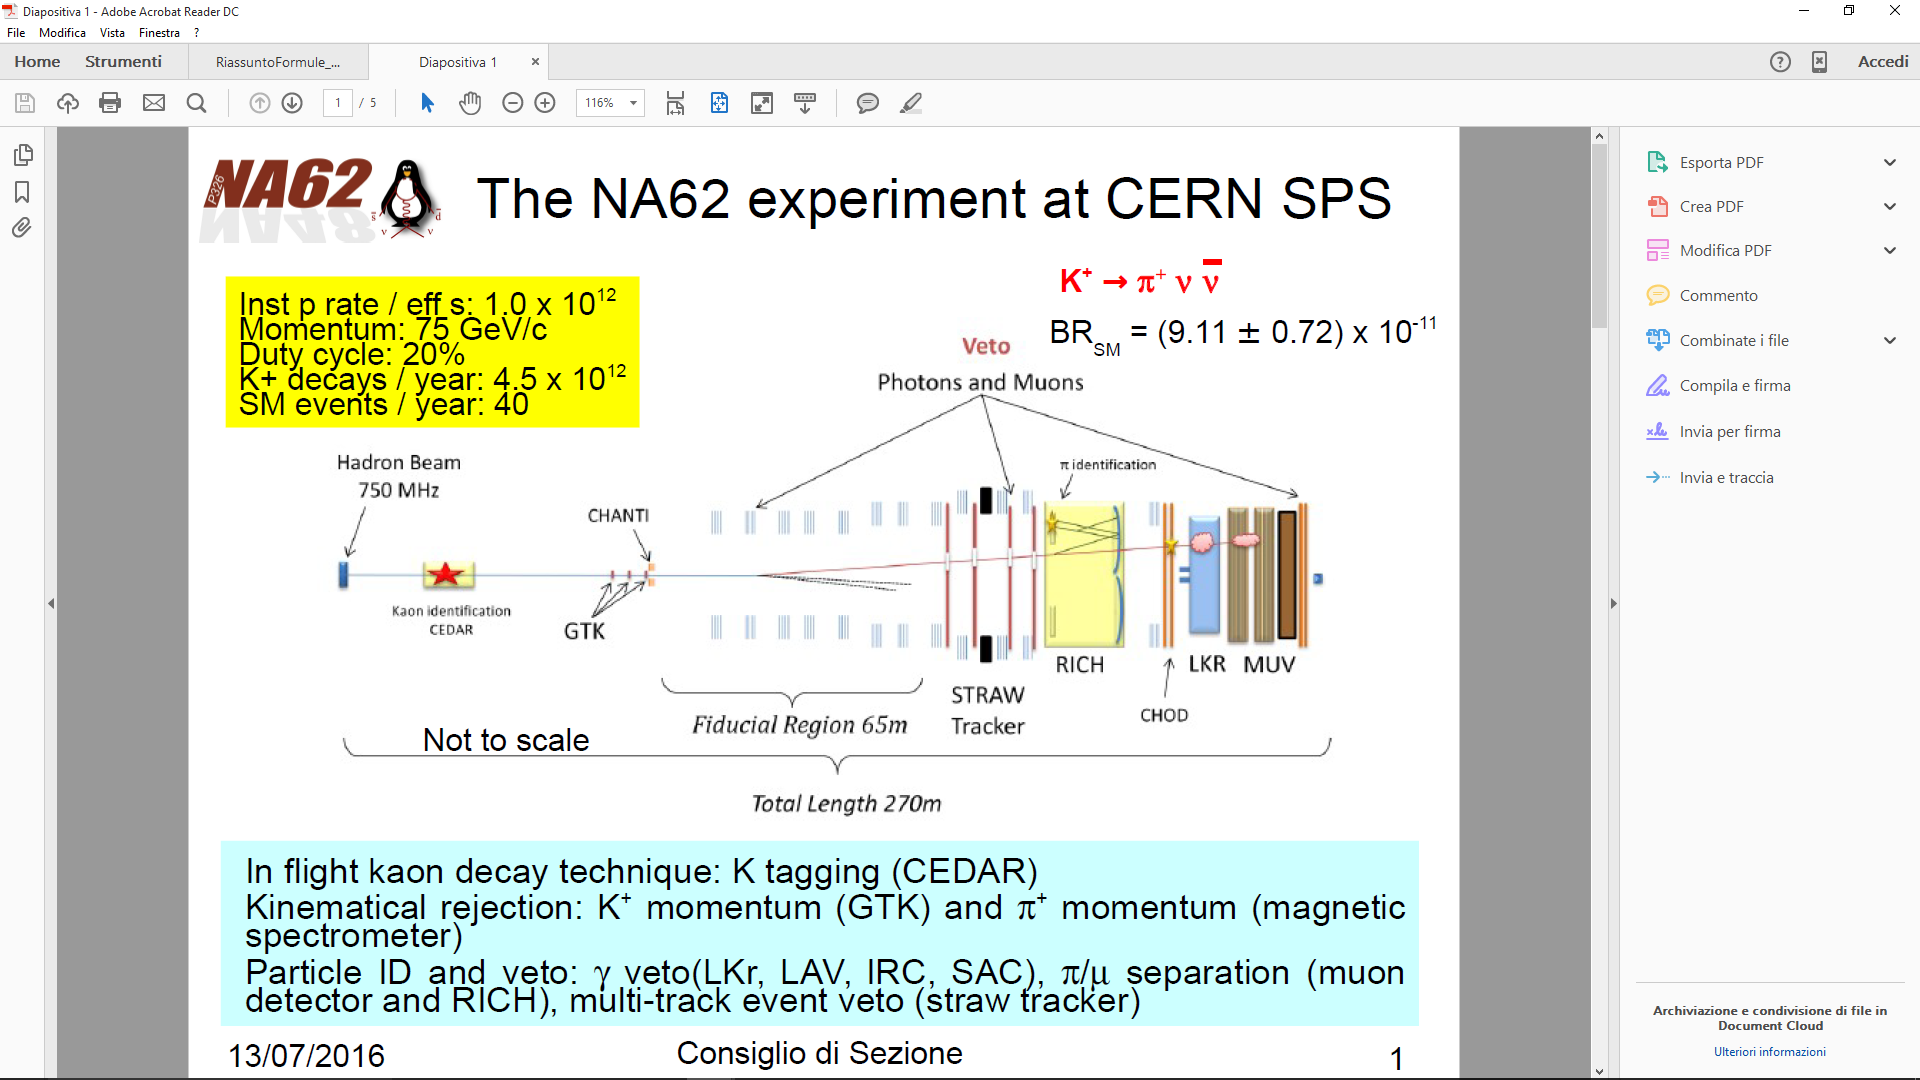 Diapositiva 1 - Adobe Acrobat Reader DC
File Modifica Vista Finestra ?
Home Strumenti RiassuntoFormule_... Diapositiva 1 × ? Accedi
1 / 5 116%
Esporta PDF
Crea PDF
Modifica PDF
Commento
Combinate i file
Compila e firma
Invia per firma
Invia e traccia
Archiviazione e condivisione di file in
Document Cloud
Ulteriori informazioni
P326 NA62
s̄ d̄
ν ν
The NA62 experiment at CERN SPS
K⁺ → π⁺ ν ν̄
BR_SM = (9.11 ± 0.72) x 10⁻¹¹
Inst p rate / eff s: 1.0 x 10¹²
Momentum: 75 GeV/c
Duty cycle: 20%
K+ decays / year: 4.5 x 10¹²
SM events / year: 40
Veto
Photons and Muons
Hadron Beam
750 MHz
π identification
CHANTI
Kaon identification
CEDAR
GTK
RICH
LKR MUV
STRAW
Tracker
CHOD
Fiducial Region 65m
Not to scale
Total Length 270m
In flight kaon decay technique: K tagging (CEDAR)
Kinematical rejection: K⁺ momentum (GTK) and π⁺ momentum (magnetic
spectrometer)
Particle ID and veto: γ veto(LKr, LAV, IRC, SAC), π/μ separation (muon
detector and RICH), multi-track event veto (straw tracker)
13/07/2016 Consiglio di Sezione 1